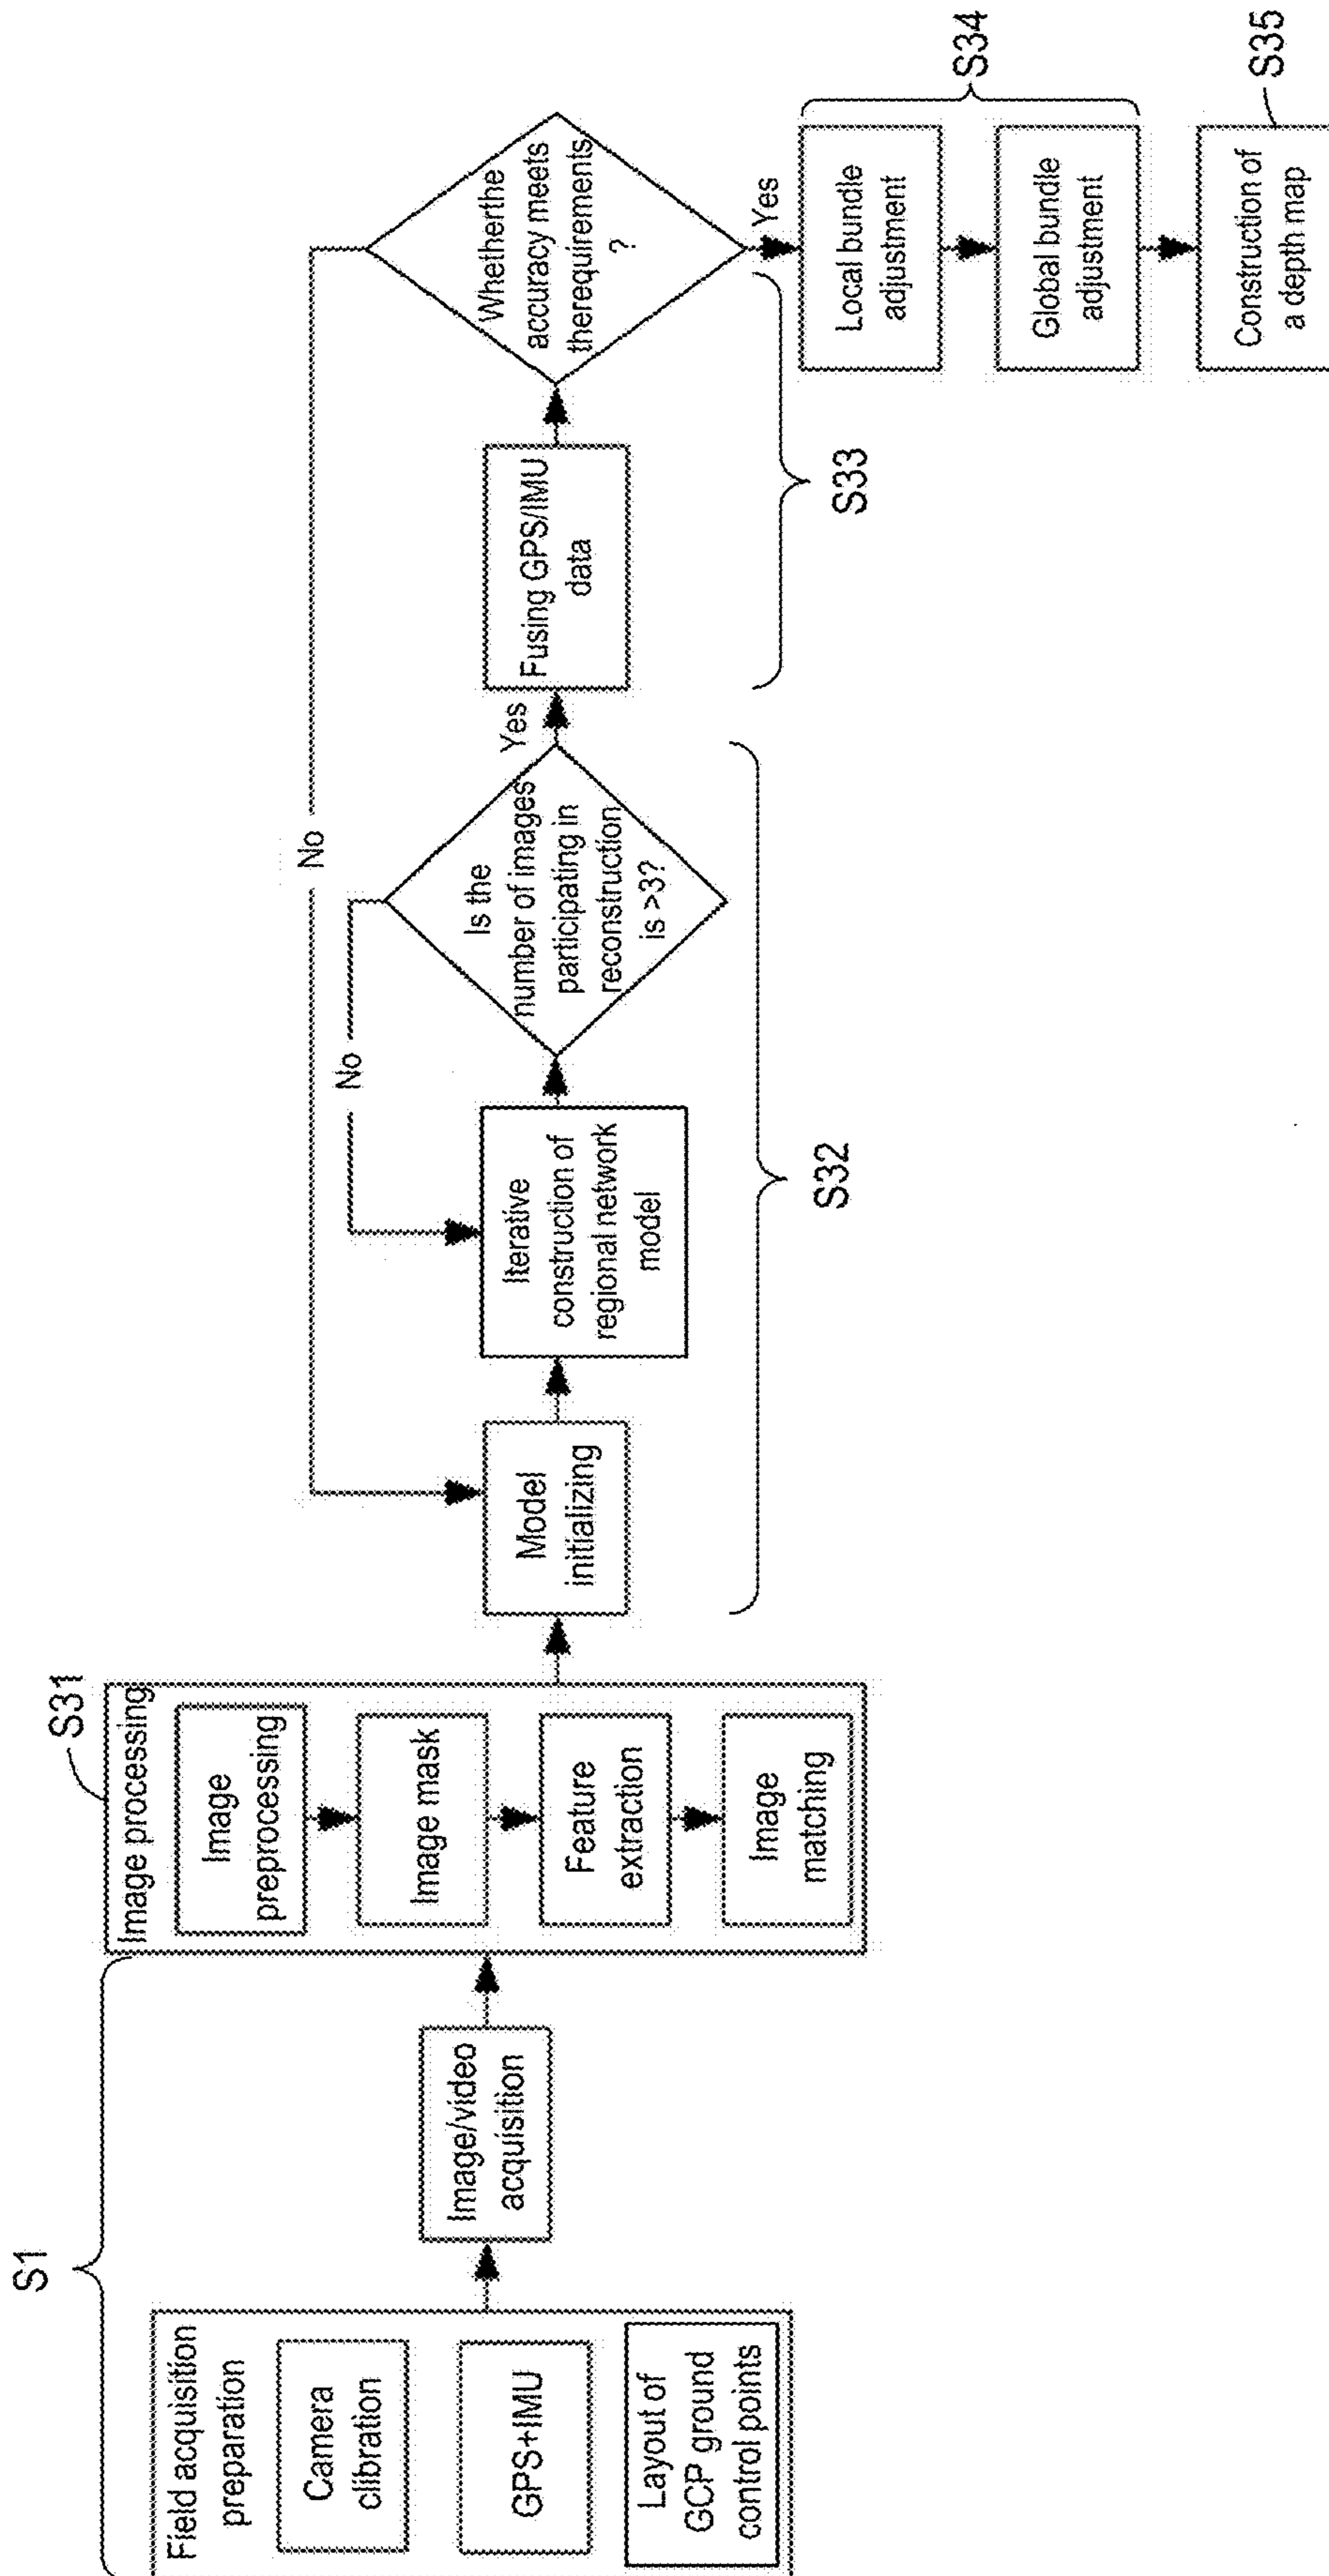 S1
Field acquisition
preparation
Camera
clibration
GPS+IMU
Layout of
GCP ground
control points
Image/video
acquisition
S31
Image processing
Image
preprocessing
Image mask
Feature
extraction
Image
matching
Model
initializing
Iterative
construction of
regional network
model
Is the
number of images
participating in
reconstruction
is >3?
No
Yes
S32
Fusing GPS/IMU
data
S33
Whetherthe
accuracy meets
therequirements
?
No
Yes
Local bundle
adjustment
Global bundle
adjustment
S34
Construction of
a depth map
S35